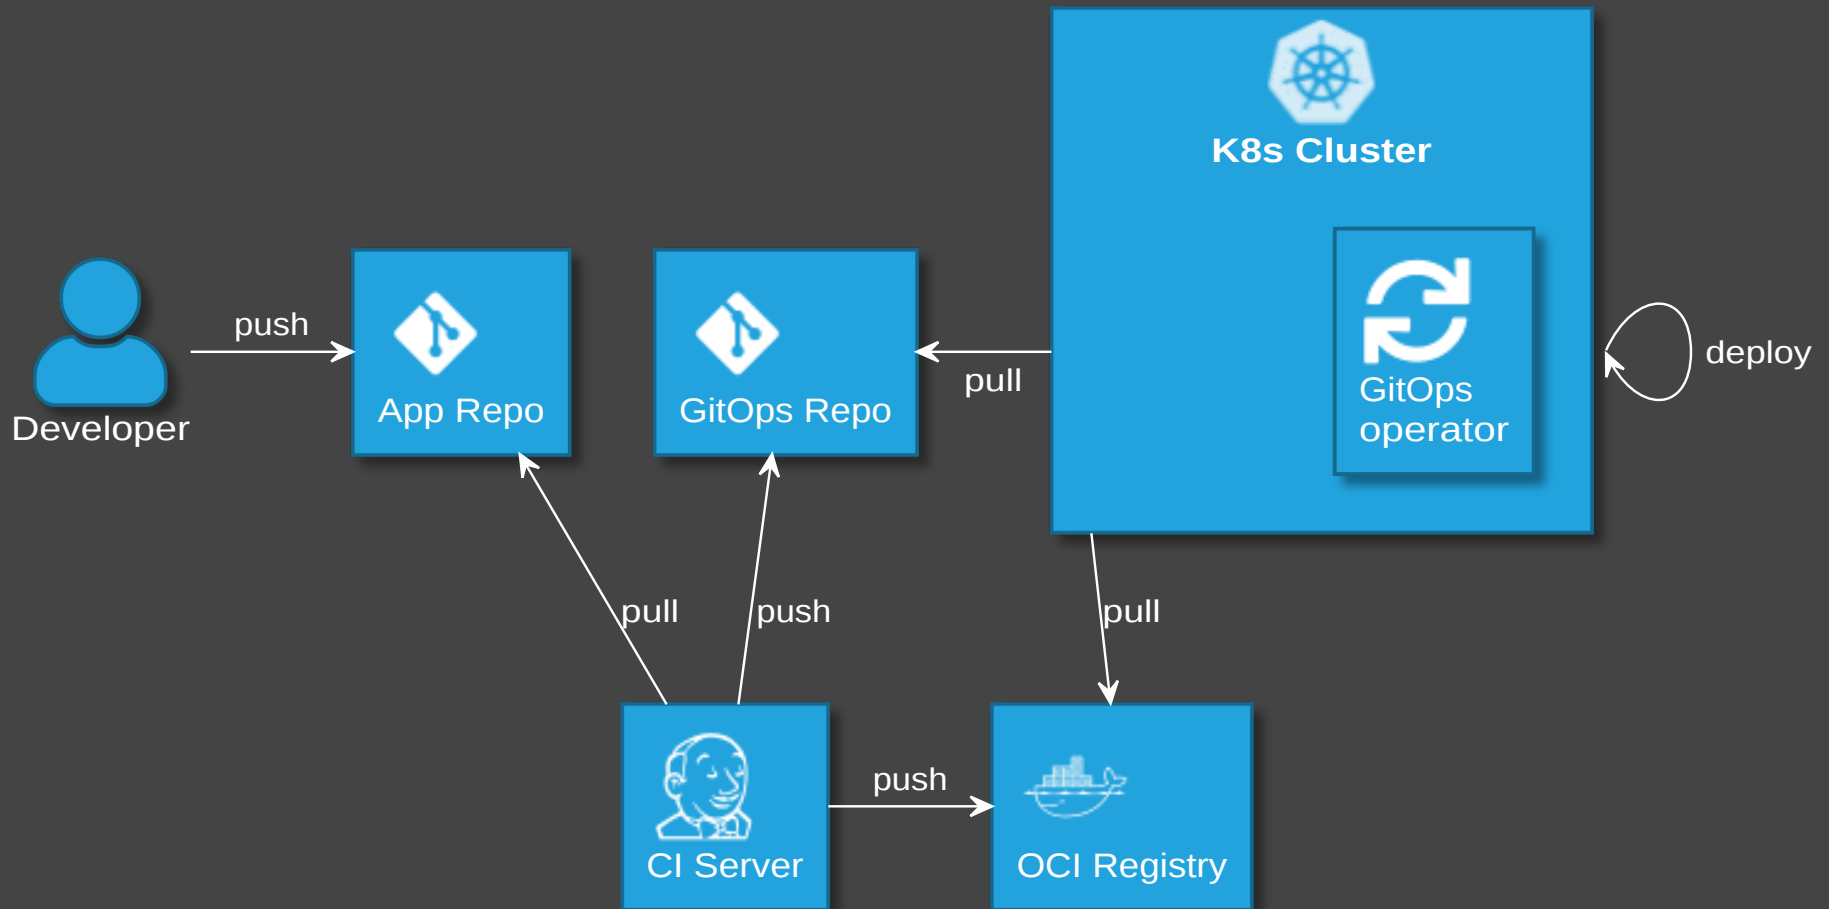 K8s Cluster
Developer
push
App Repo
GitOps Repo
pull
GitOps
operator
deploy
pull
push
pull
CI Server
push
OCI Registry